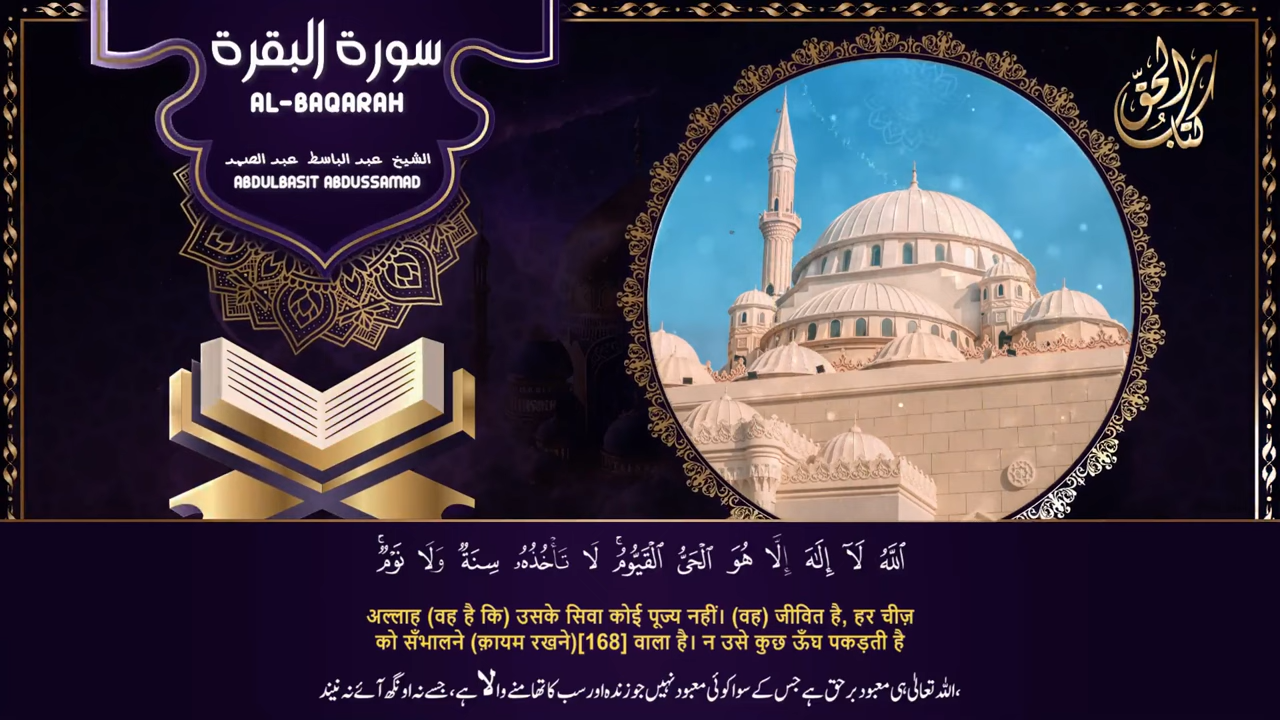 سورة البقرة
AL-BAQARAH
الشيخ عبد الباسط عبد الصمد
ABDULBASIT ABDUSSAMAD
كتاب الحق
ٱللَّهُ لَآ إِلَٰهَ إِلَّا هُوَ ٱلْحَىُّ ٱلْقَيُّومُ ۚ لَا تَأْخُذُهُۥ سِنَةٌ وَلَا نَوْمٌ ۚ
अल्लाह (वह है कि) उसके सिवा कोई पूज्य नहीं। (वह) जीवित है, हर चीज़
को सँभालने (क़ायम रखने)[168] वाला है। न उसे कुछ ऊँघ पकड़ती है
اللہ تعالیٰ ہی معبود برحق ہے جس کے سوا کوئی معبود نہیں جو زندہ اور سب کا تھامنے والا ہے، جسے نہ اونگھ آئے نہ نیند،